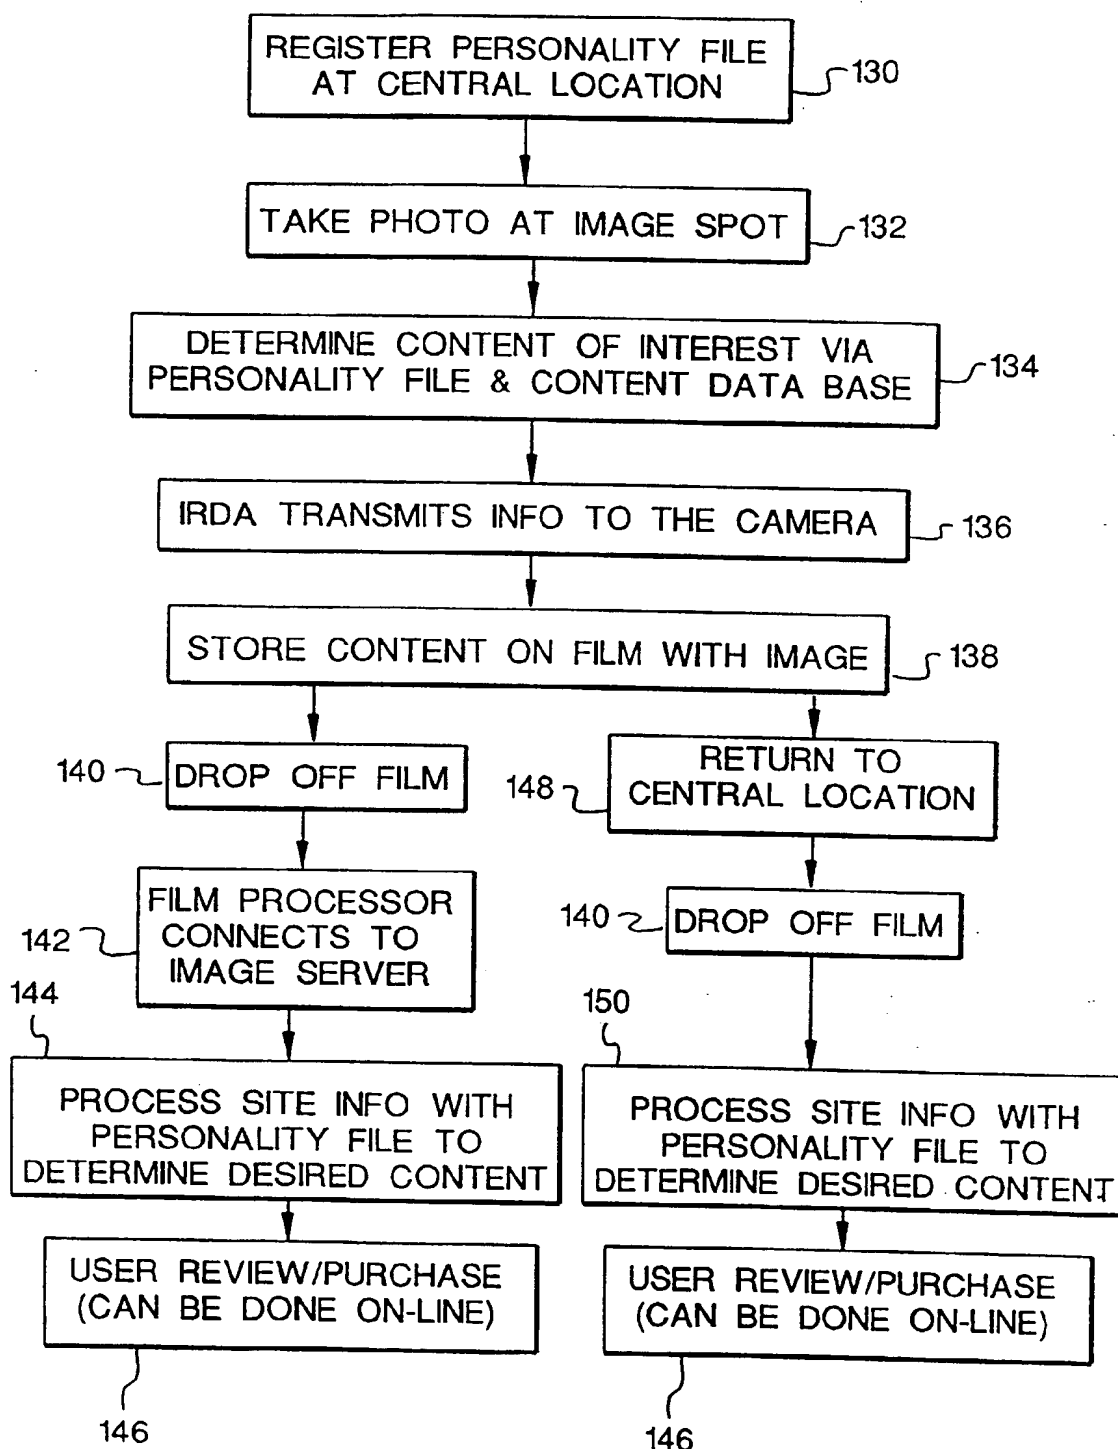 REGISTER PERSONALITY FILE
AT CENTRAL LOCATION
130
TAKE PHOTO AT IMAGE SPOT
132
DETERMINE CONTENT OF INTEREST VIA
PERSONALITY FILE & CONTENT DATA BASE
134
IRDA TRANSMITS INFO TO THE CAMERA
136
STORE CONTENT ON FILM WITH IMAGE
138
140
DROP OFF FILM
142
FILM PROCESSOR
CONNECTS TO
IMAGE SERVER
144
PROCESS SITE INFO WITH
PERSONALITY FILE TO
DETERMINE DESIRED CONTENT
USER REVIEW/PURCHASE
(CAN BE DONE ON-LINE)
146
148
RETURN TO
CENTRAL LOCATION
140
DROP OFF FILM
150
PROCESS SITE INFO WITH
PERSONALITY FILE TO
DETERMINE DESIRED CONTENT
USER REVIEW/PURCHASE
(CAN BE DONE ON-LINE)
146